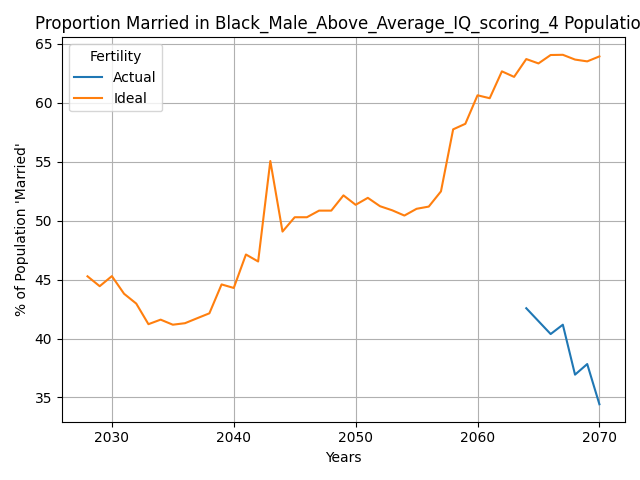 Proportion Married in Black_Male_Above_Average_IQ_scoring_4 Populatio
Fertility
Actual
Ideal
% of Population 'Married'
65
60
55
50
45
40
35
2030 2040 2050 2060 2070
Years